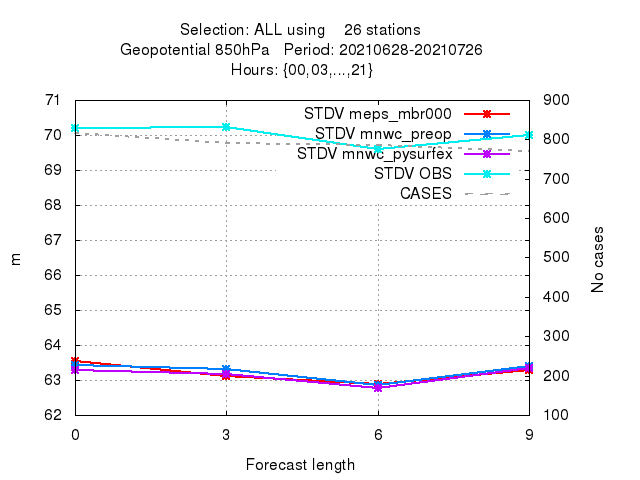 Selection: ALL using    26 stations
Geopotential 850hPa   Period: 20210628-20210726
Hours: {00,03,...,21}
71
70
69
68
67
66
65
64
63
62
m
900
800
700
600
500
400
300
200
100
No cases
STDV meps_mbr000
STDV mnwc_preop
STDV mnwc_pysurfex
STDV OBS
CASES
0
3
6
9
Forecast length